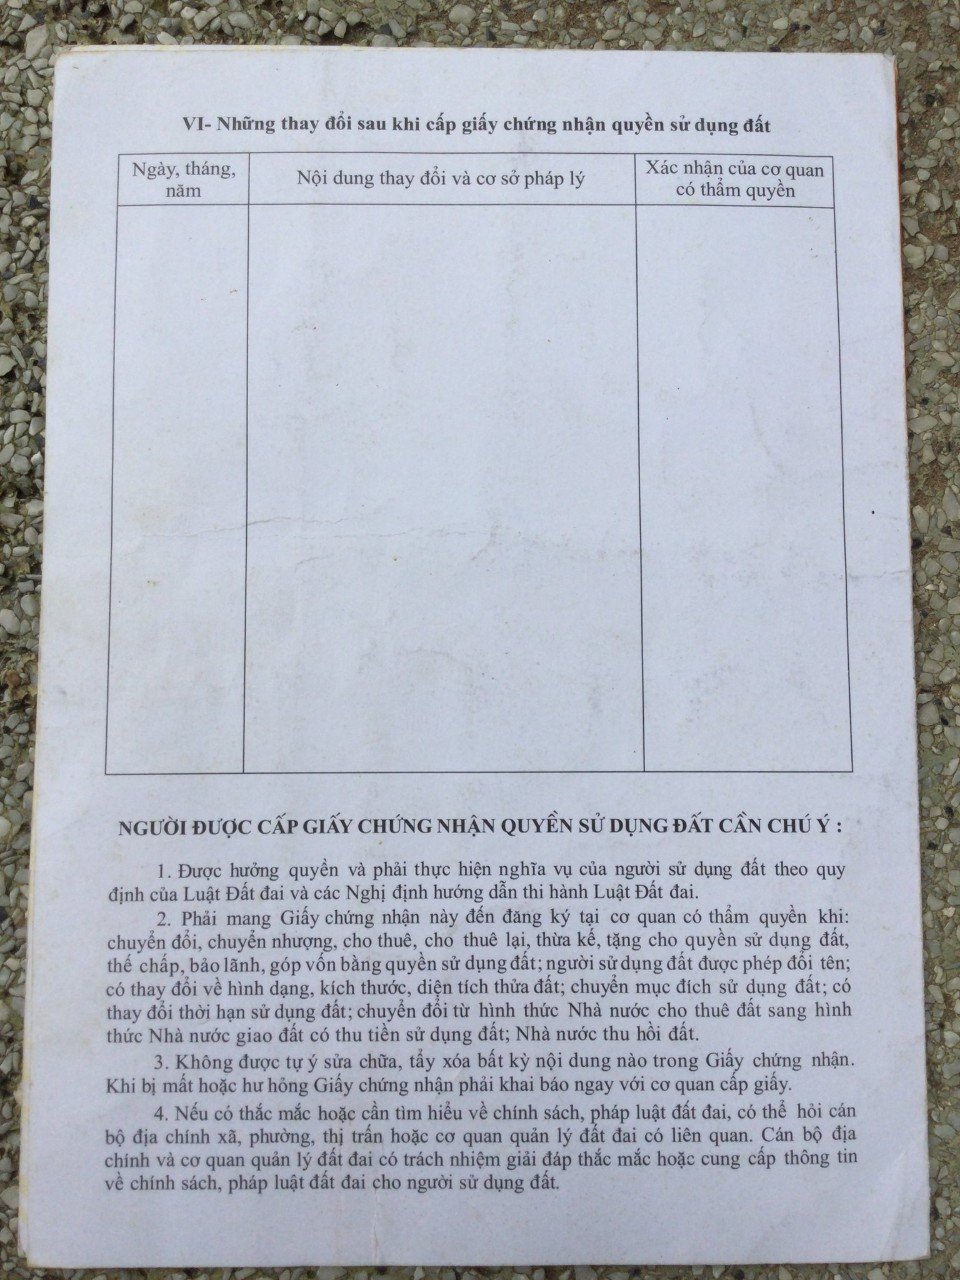 VI- Những thay đổi sau khi cấp giấy chứng nhận quyền sử dụng đất
Ngày, tháng,
năm
Nội dung thay đổi và cơ sở pháp lý
Xác nhận của cơ quan
có thẩm quyền
NGƯỜI ĐƯỢC CẤP GIẤY CHỨNG NHẬN QUYỀN SỬ DỤNG ĐẤT CẦN CHÚ Ý :
1. Được hưởng quyền và phải thực hiện nghĩa vụ của người sử dụng đất theo quy
định của Luật Đất đai và các Nghị định hướng dẫn thi hành Luật Đất đai.
2. Phải mang Giấy chứng nhận này đến đăng ký tại cơ quan có thẩm quyền khi:
chuyển đổi, chuyển nhượng, cho thuê, cho thuê lại, thừa kế, tặng cho quyền sử dụng đất,
thế chấp, bảo lãnh, góp vốn bằng quyền sử dụng đất; người sử dụng đất được phép đổi tên;
có thay đổi về hình dạng, kích thước, diện tích thửa đất; chuyển mục đích sử dụng đất; có
thay đổi thời hạn sử dụng đất; chuyển đổi từ hình thức Nhà nước cho thuê đất sang hình
thức Nhà nước giao đất có thu tiền sử dụng đất; Nhà nước thu hồi đất.
3. Không được tự ý sửa chữa, tẩy xóa bất kỳ nội dung nào trong Giấy chứng nhận.
Khi bị mất hoặc hư hỏng Giấy chứng nhận phải khai báo ngay với cơ quan cấp giấy.
4. Nếu có thắc mắc hoặc cần tìm hiểu về chính sách, pháp luật đất đai, có thể hỏi cán
bộ địa chính xã, phường, thị trấn hoặc cơ quan quản lý đất đai có liên quan. Cán bộ địa
chính và cơ quan quản lý đất đai có trách nhiệm giải đáp thắc mắc hoặc cung cấp thông tin
về chính sách, pháp luật đất đai cho người sử dụng đất.